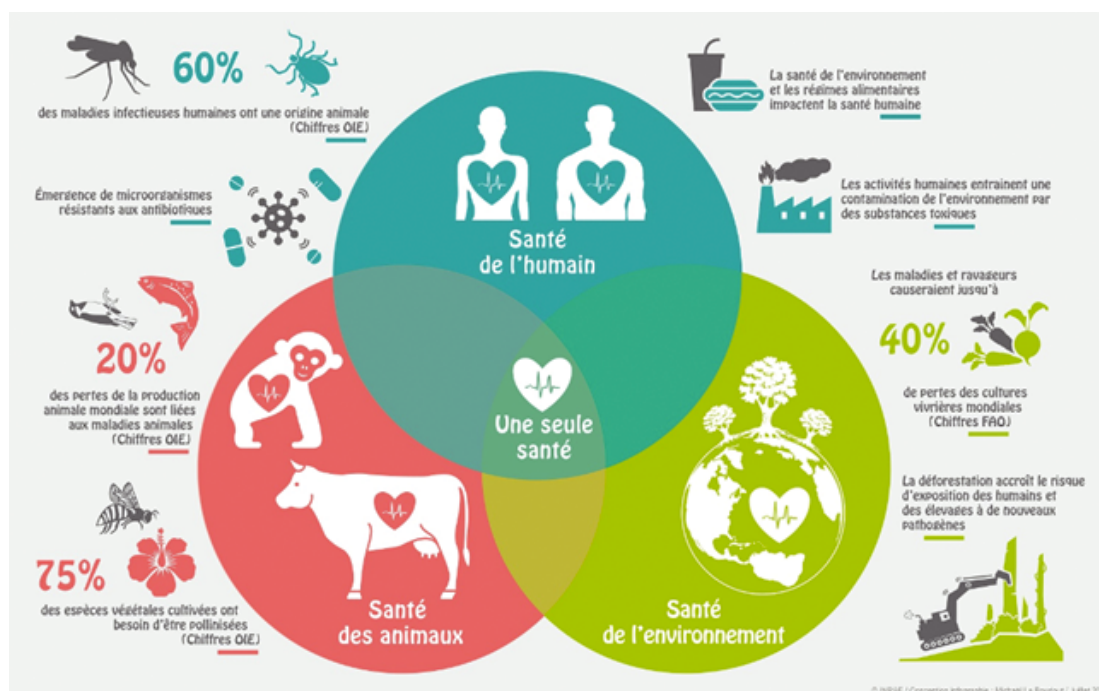 60%
des maladies infectieuses humaines ont une origine animale
(Chiffres OIE)
Émergence de microorganismes
résistants aux antibiotiques
20%
des pertes de la production
animale mondiale sont liées
aux maladies animales
(Chiffres OIE)
75%
des espèces végétales cultivées ont
besoin d'être pollinisées
(Chiffres OIE)
Santé
de l'humain
Une seule
santé
Santé
des animaux
Santé
de l'environnement
La santé de l'environnement
et les régimes alimentaires
impactent la santé humaine
Les activités humaines entrainent une
contamination de l'environnement par
des substances toxiques
Les maladies et ravageurs
causeraient jusqu'à
40%
de pertes des cultures
vivrières mondiales
(Chiffres FAO)
La déforestation accroît le risque
d'exposition des humains et
des élevages à de nouveaux
pathogènes